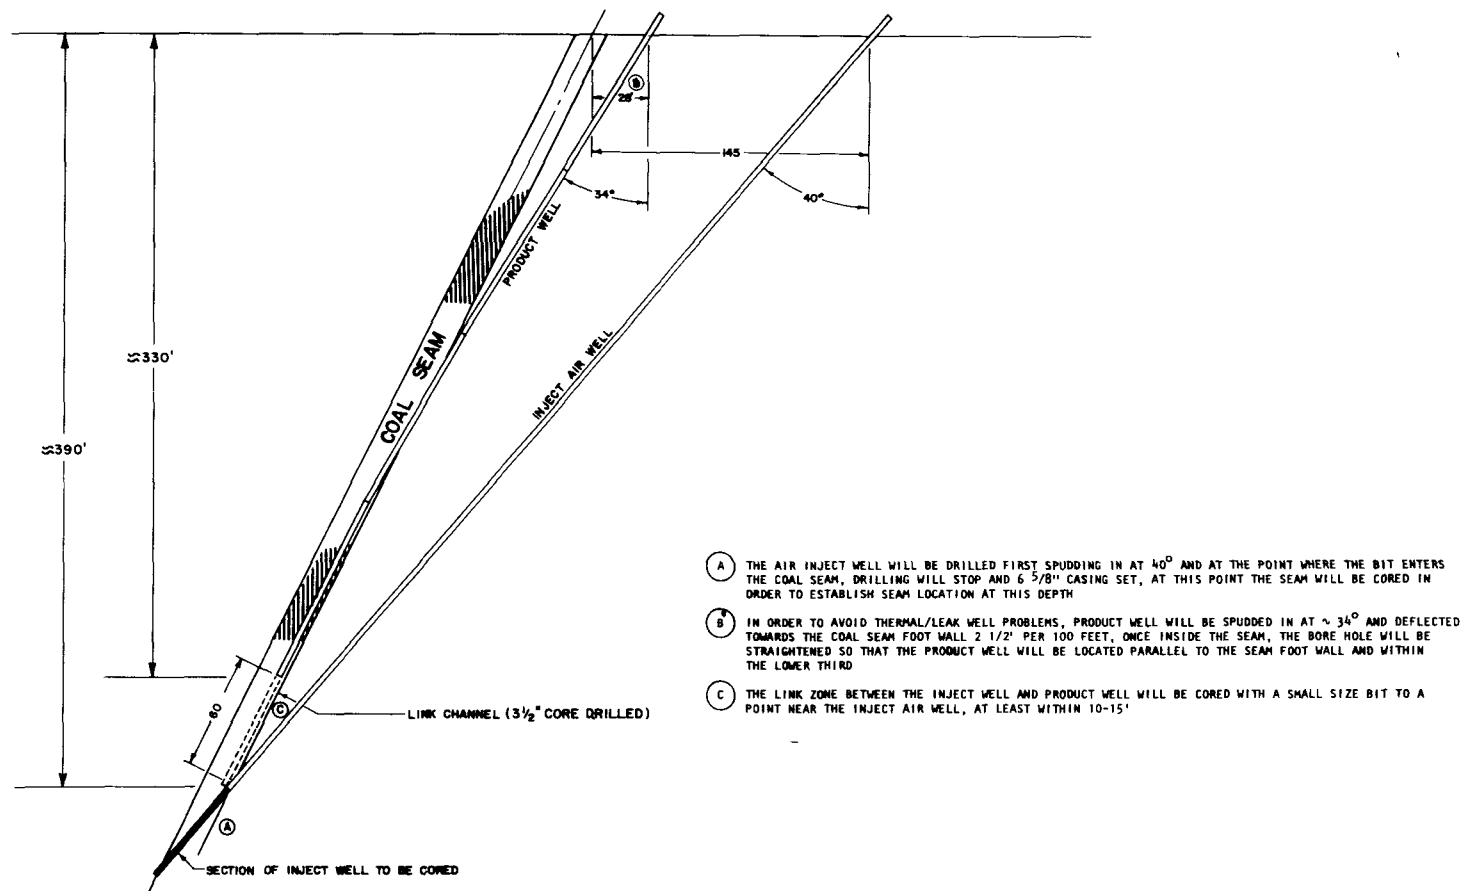 B
28'
145
34°
40°
PRODUCT WELL
≈330'
COAL SEAM
INJECT AIR WELL
≈390'
A THE AIR INJECT WELL WILL BE DRILLED FIRST SPUDDING IN AT 40° AND AT THE POINT WHERE THE BIT ENTERS
THE COAL SEAM, DRILLING WILL STOP AND 6 5/8" CASING SET, AT THIS POINT THE SEAM WILL BE CORED IN
ORDER TO ESTABLISH SEAM LOCATION AT THIS DEPTH
B IN ORDER TO AVOID THERMAL/LEAK WELL PROBLEMS, PRODUCT WELL WILL BE SPUDDED IN AT ~ 34° AND DEFLECTED
TOWARDS THE COAL SEAM FOOT WALL 2 1/2' PER 100 FEET, ONCE INSIDE THE SEAM, THE BORE HOLE WILL BE
STRAIGHTENED SO THAT THE PRODUCT WELL WILL BE LOCATED PARALLEL TO THE SEAM FOOT WALL AND WITHIN
THE LOWER THIRD
C THE LINK ZONE BETWEEN THE INJECT WELL AND PRODUCT WELL WILL BE CORED WITH A SMALL SIZE BIT TO A
POINT NEAR THE INJECT AIR WELL, AT LEAST WITHIN 10-15'
60
C
LINK CHANNEL (3½" CORE DRILLED)
A
SECTION OF INJECT WELL TO BE CORED